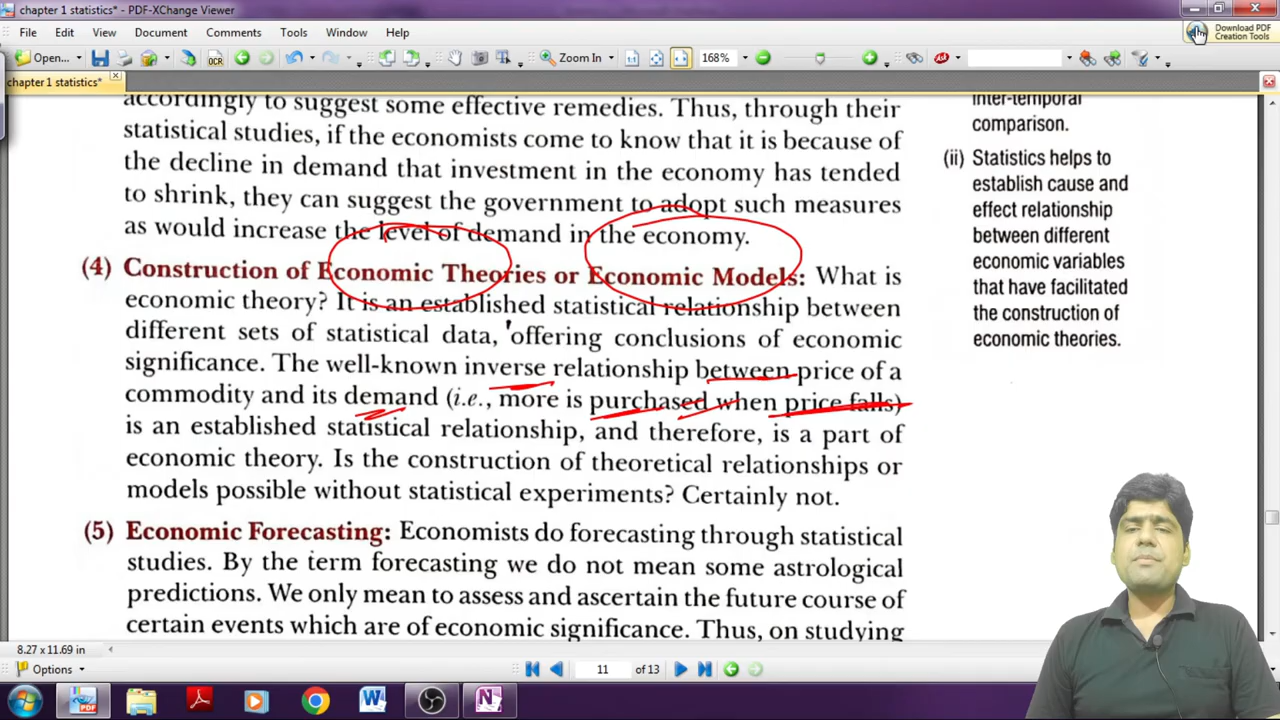 chapter 1 statistics* - PDF-XChange Viewer
File Edit View Document Comments Tools Window Help
Download PDF
Creation Tools
Open... OCR Zoom In 168%
chapter 1 statistics*
accordingly to suggest some effective remedies. Thus, through their
statistical studies, if the economists come to know that it is because of
the decline in demand that investment in the economy has tended
to shrink, they can suggest the government to adopt such measures
as would increase the level of demand in the economy.
(4) Construction of Economic Theories or Economic Models: What is
economic theory? It is an established statistical relationship between
different sets of statistical data, offering conclusions of economic
significance. The well-known inverse relationship between price of a
commodity and its demand (i.e., more is purchased when price falls)
is an established statistical relationship, and therefore, is a part of
economic theory. Is the construction of theoretical relationships or
models possible without statistical experiments? Certainly not.
(5) Economic Forecasting: Economists do forecasting through statistical
studies. By the term forecasting we do not mean some astrological
predictions. We only mean to assess and ascertain the future course of
certain events which are of economic significance. Thus, on studying
inter-temporal
comparison.
(ii) Statistics helps to
establish cause and
effect relationship
between different
economic variables
that have facilitated
the construction of
economic theories.
8.27 x 11.69 in
Options 11 of 13